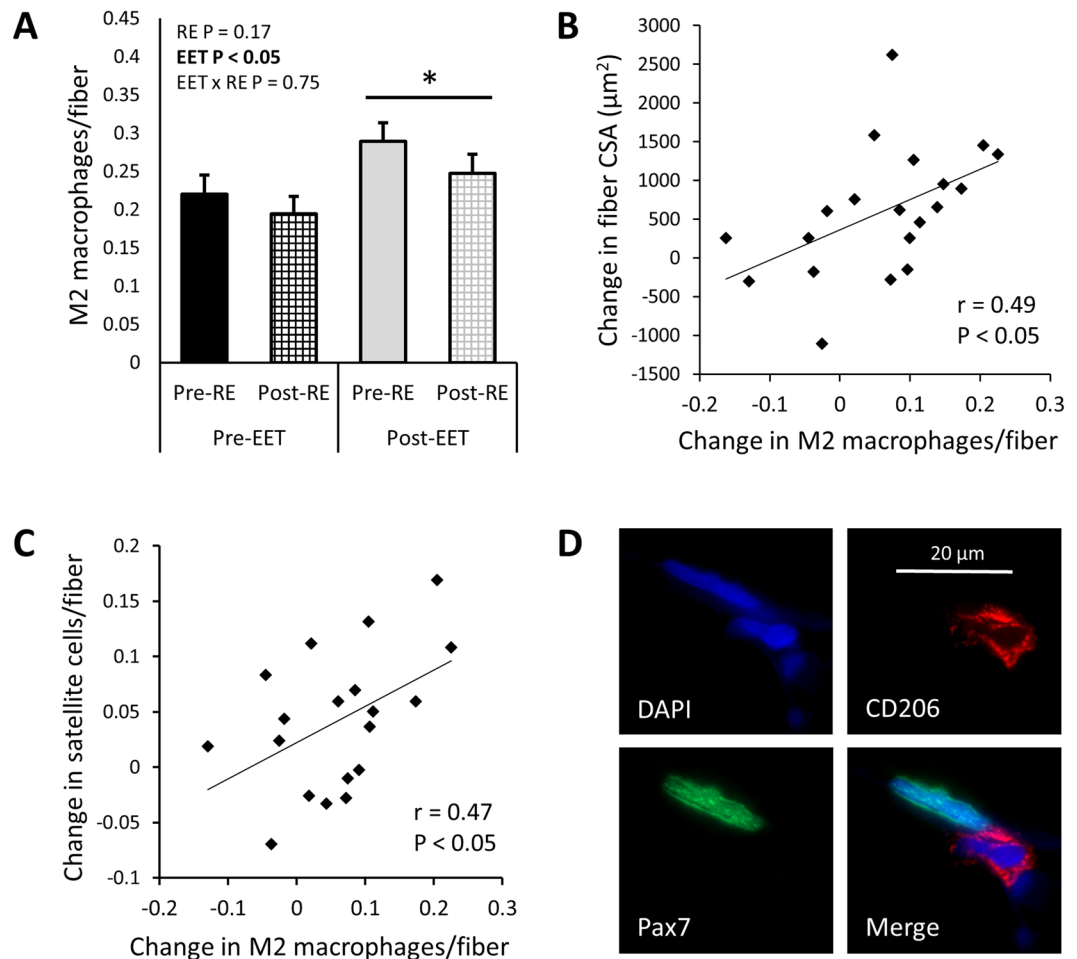 A
0.45
0.4
0.35
0.3
0.25
0.2
0.15
0.1
0.05
0
M2 macrophages/fiber
RE P = 0.17
EET P < 0.05
EET x RE P = 0.75
*
Pre-RE Post-RE Pre-RE Post-RE
Pre-EET Post-EET
B
3000
2500
2000
1500
1000
500
0
-500
-1000
-1500
Change in fiber CSA (µm²)
r = 0.49
P < 0.05
-0.2 -0.1 0 0.1 0.2 0.3
Change in M2 macrophages/fiber
C
0.2
0.15
0.1
0.05
0
-0.05
-0.1
Change in satellite cells/fiber
r = 0.47
P < 0.05
-0.2 -0.1 0 0.1 0.2 0.3
Change in M2 macrophages/fiber
D
DAPI
20 µm
CD206
Pax7
Merge